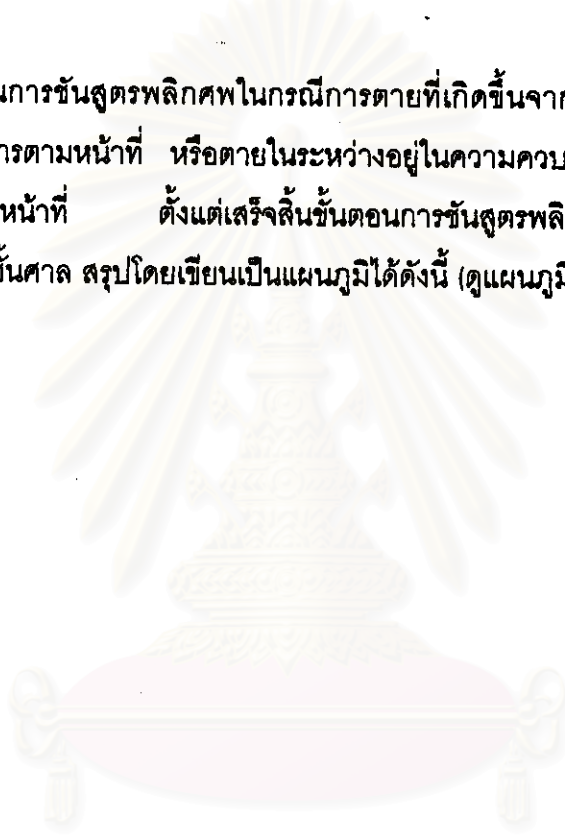 นการชันสูตรพลิกศพในกรณีการตายที่เกิดขึ้นจาก
ารตามหน้าที่ หรือตายในระหว่างอยู่ในความควบ
หน้าที่ ตั้งแต่เสร็จสิ้นขั้นตอนการชันสูตรพลิ
ชั้นศาล สรุปโดยเขียนเป็นแผนภูมิได้ดังนี้ (ดูแผนภูมิ